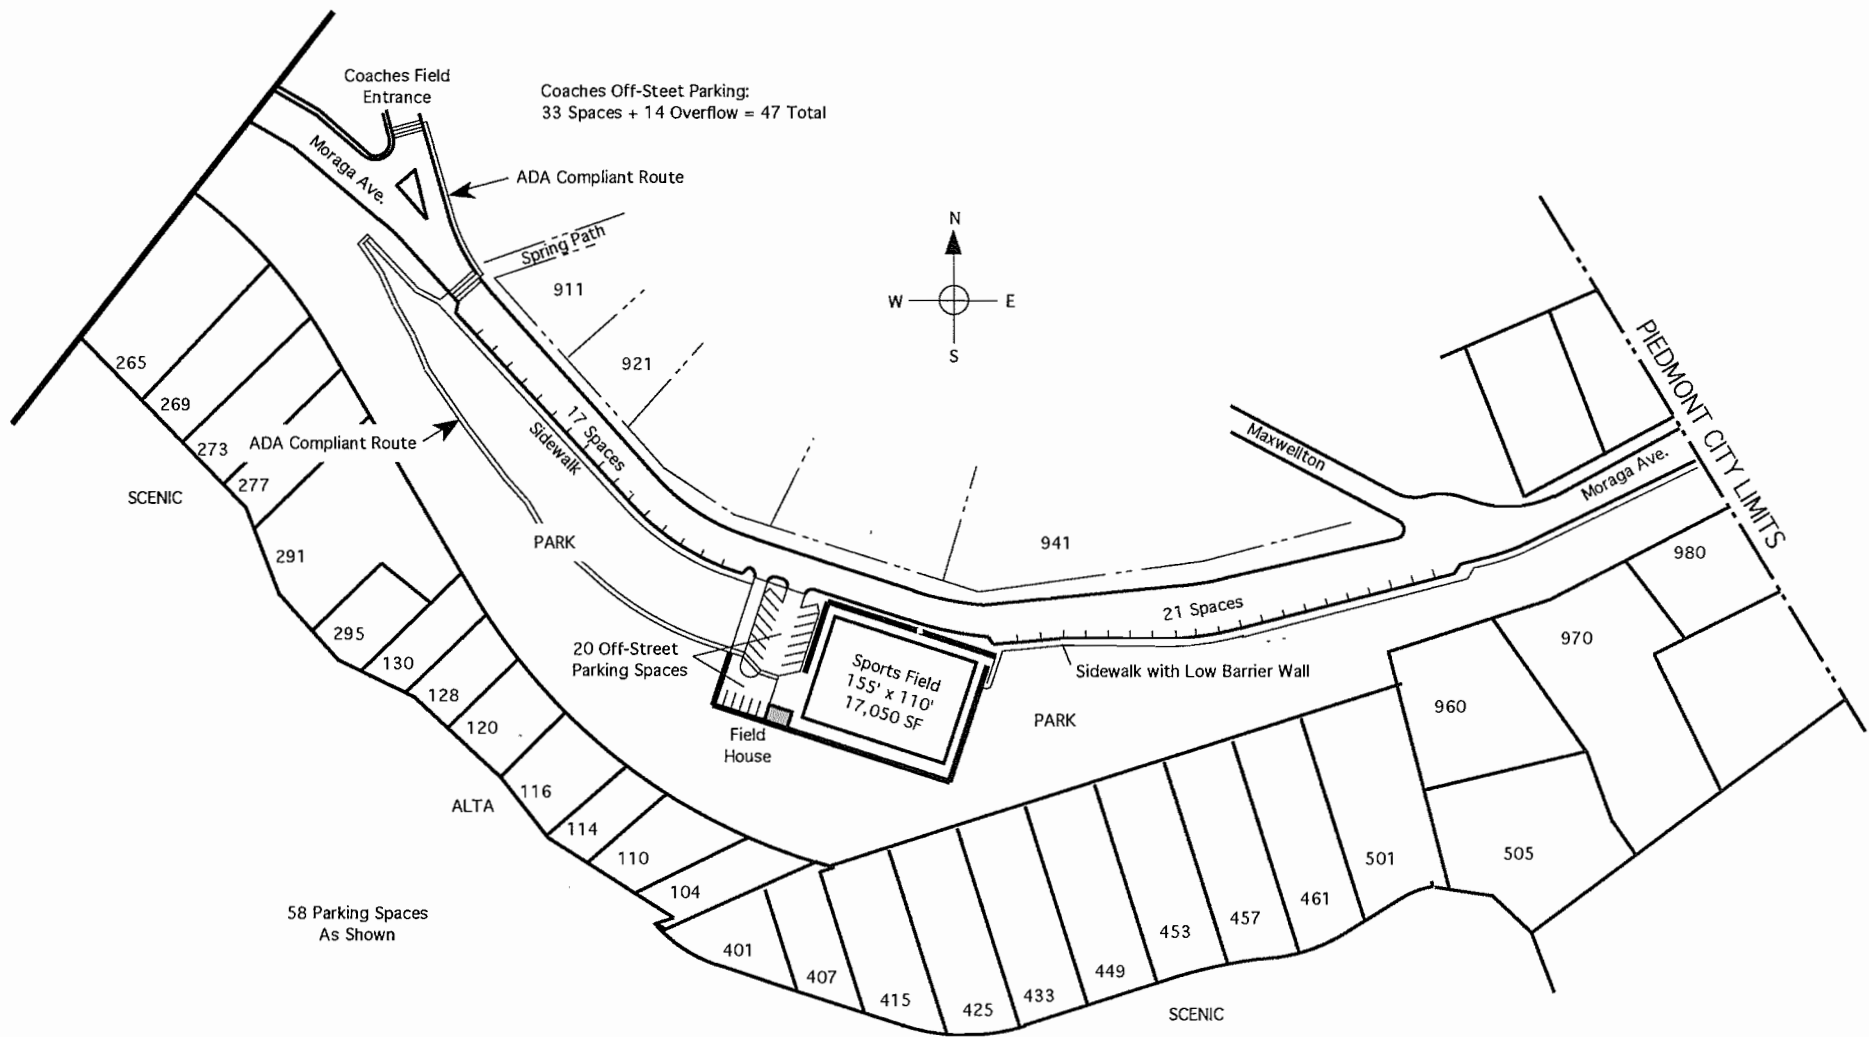 Coaches Field
Entrance
Coaches Off-Steet Parking:
33 Spaces + 14 Overflow = 47 Total
Moraga Ave.
ADA Compliant Route
N
W
E
S
Spring Path
911
921
941
265
269
273
277
291
295
ADA Compliant Route
SCENIC
17 Spaces
Sidewalk
PARK
Maxwellton
Moraga Ave.
PIEDMONT CITY LIMITS
980
970
960
21 Spaces
Sidewalk with Low Barrier Wall
20 Off-Street
Parking Spaces
Sports Field
155' x 110'
17,050 SF
Field
House
PARK
130
128
120
116
114
110
104
ALTA
58 Parking Spaces
As Shown
401
407
415
425
433
449
453
457
461
501
505
SCENIC